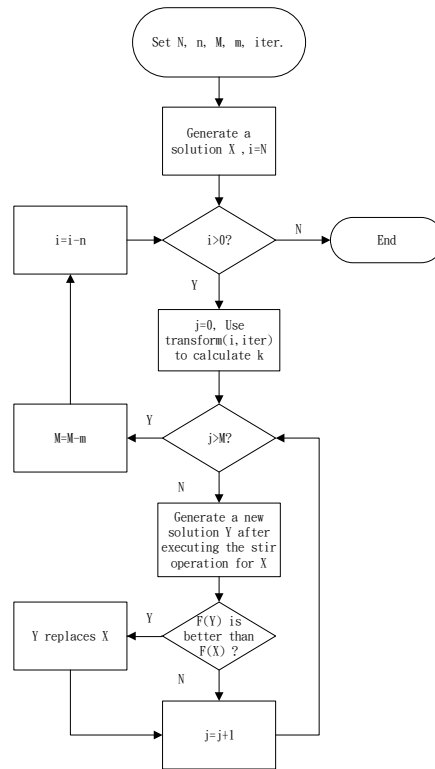 Set N, n, M, m, iter.
Generate a
solution X ,i=N
i=i-n
i>0?
N
End
Y
j=0, Use
transform(i,iter)
to calculate k
M=M-m
Y
j>M?
N
Generate a new
solution Y after
executing the stir
operation for X
Y replaces X
Y
F(Y) is
better than
F(X) ?
N
j=j+1